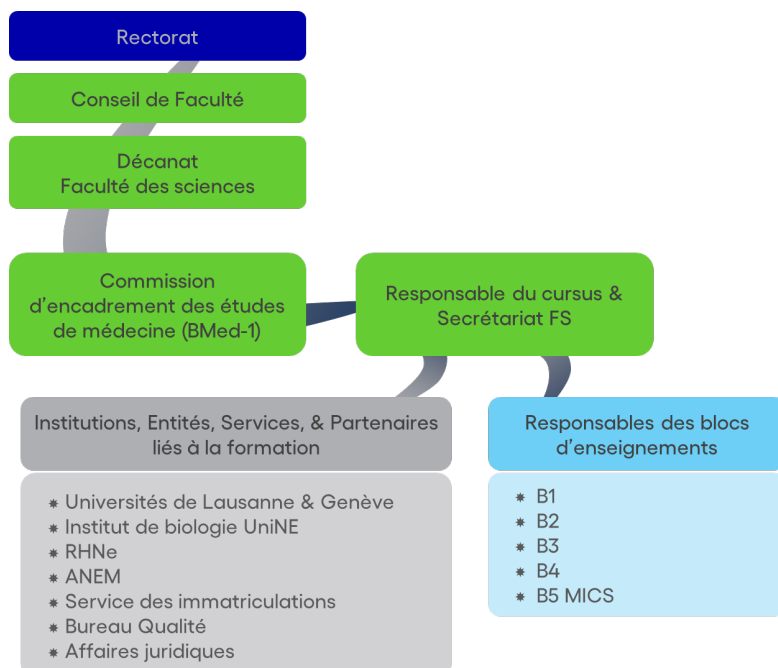 Rectorat
Conseil de Faculté
Décanat
Faculté des sciences
Commission
d’encadrement des études
de médecine (BMed-1)
Responsable du cursus &
Secrétariat FS
Institutions, Entités, Services, & Partenaires
liés à la formation
Universités de Lausanne & Genève
Institut de biologie UniNE
RHNe
ANEM
Service des immatriculations
Bureau Qualité
Affaires juridiques
Responsables des blocs
d’enseignements
B1
B2
B3
B4
B5 MICS